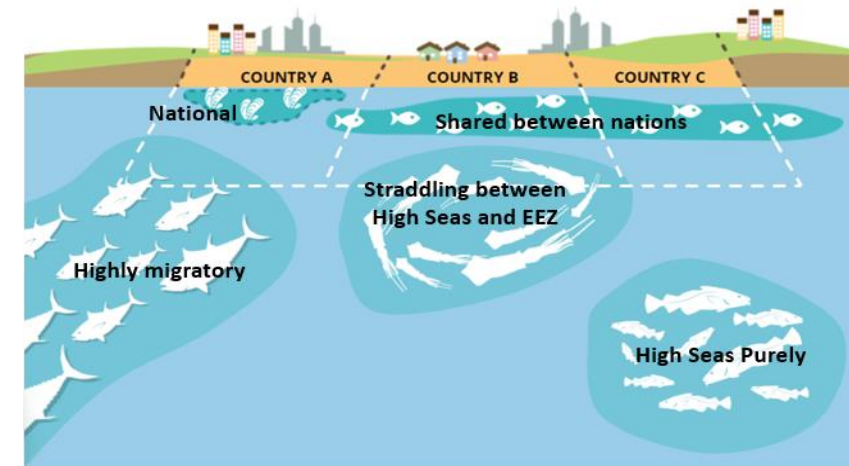 COUNTRY A
COUNTRY B
COUNTRY C
National
Shared between nations
Straddling between
High Seas and EEZ
Highly migratory
High Seas Purely